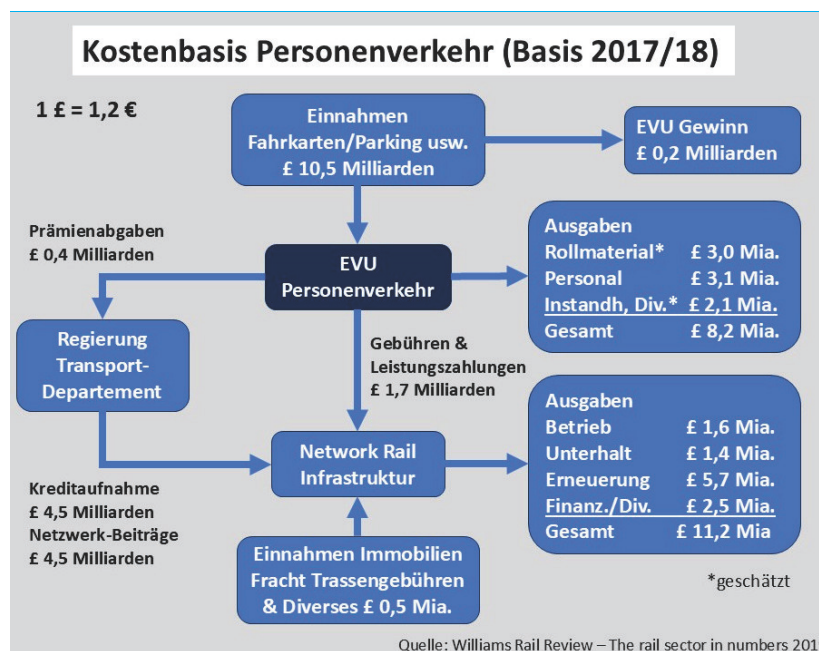 Kostenbasis Personenverkehr (Basis 2017/18)
1 £ = 1,2 €
Einnahmen
Fahrkarten/Parking usw.
£ 10,5 Milliarden
EVU Gewinn
£ 0,2 Milliarden
Prämienabgaben
£ 0,4 Milliarden
EVU
Personenverkehr
Ausgaben
Rollmaterial* £ 3,0 Mia.
Personal £ 3,1 Mia.
Instandh, Div.* £ 2,1 Mia.
Gesamt £ 8,2 Mia.
Regierung
Transport-
Departement
Gebühren &
Leistungszahlungen
£ 1,7 Milliarden
Network Rail
Infrastruktur
Ausgaben
Betrieb £ 1,6 Mia.
Unterhalt £ 1,4 Mia.
Erneuerung £ 5,7 Mia.
Finanz./Div. £ 2,5 Mia.
Gesamt £ 11,2 Mia
Kreditaufnahme
£ 4,5 Milliarden
Netzwerk-Beiträge
£ 4,5 Milliarden
Einnahmen Immobilien
Fracht Trassengebühren
& Diverses £ 0,5 Mia.
*geschätzt
Quelle: Williams Rail Review – The rail sector in numbers 201